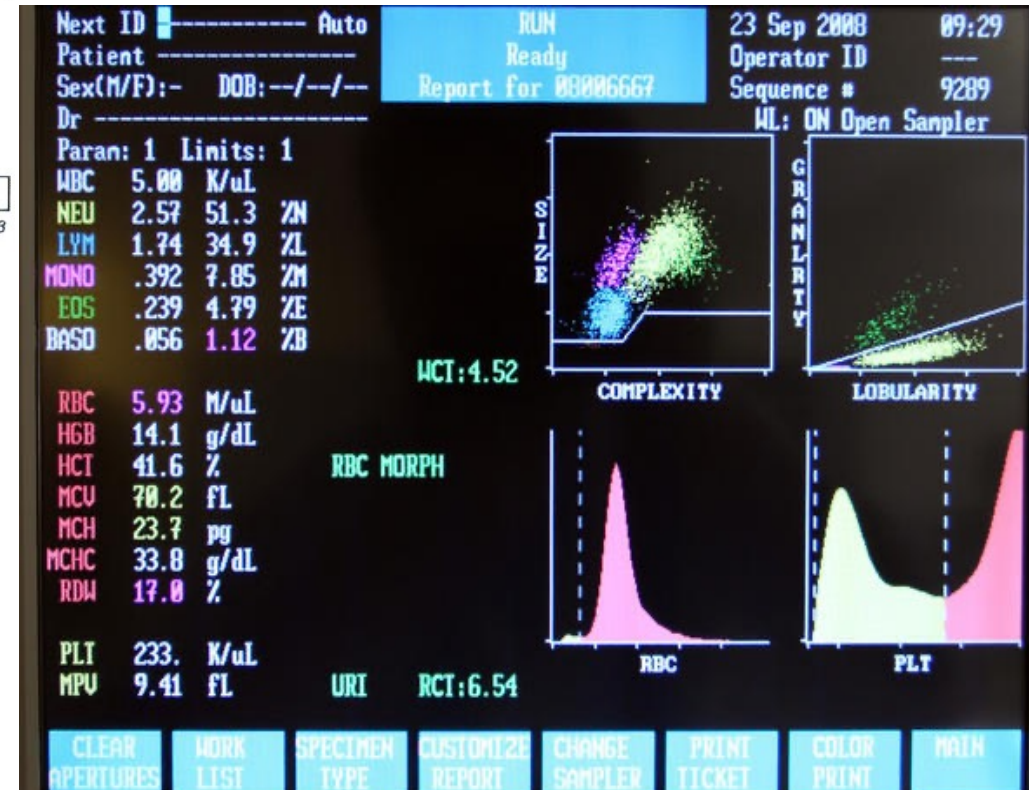 Next ID ----------- Auto
Patient -----------------
Sex(M/F):- DOB:--/--/--
Dr --------------------
RUN
Ready
Report for 08006667
23 Sep 2008 09:29
Operator ID ---
Sequence # 9289
WL: ON Open Sampler
Param: 1 Limits: 1
WBC 5.00 K/uL
NEU 2.57 51.3 %N
LYM 1.74 34.9 %L
MONO .392 7.85 %M
EOS .239 4.79 %E
BASO .056 1.12 %B
WCT:4.52
RBC 5.93 M/uL
HGB 14.1 g/dL
HCT 41.6 % RBC MORPH
MCV 70.2 fL
MCH 23.7 pg
MCHC 33.8 g/dL
RDW 17.0 %
PLT 233. K/uL
MPV 9.41 fL URI RCT:6.54
SIZE
COMPLEXITY
GRANLRTY
LOBULARITY
RBC
PLT
CLEAR APERTURES
WORK LIST
SPECIMEN TYPE
CUSTOMIZE REPORT
CHANGE SAMPLER
PRINT TICKET
COLOR PRINT
MAIN